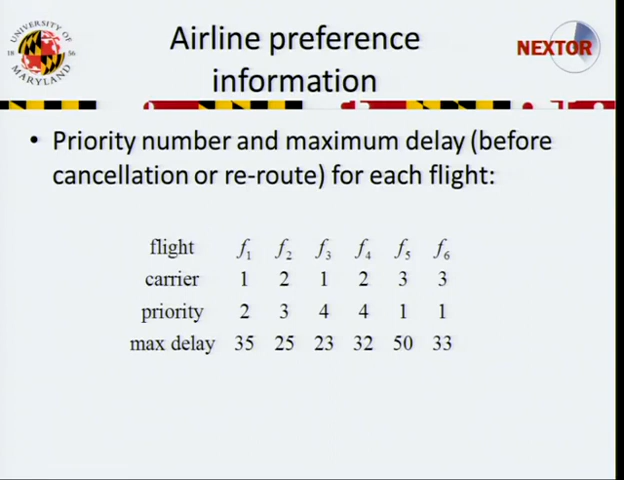 UNIVERSITY OF
18 56
MARYLAND
Airline preference
information
NEXTOR
• Priority number and maximum delay (before
cancellation or re-route) for each flight:
flight f1 f2 f3 f4 f5 f6
carrier 1 2 1 2 3 3
priority 2 3 4 4 1 1
max delay 35 25 23 32 50 33